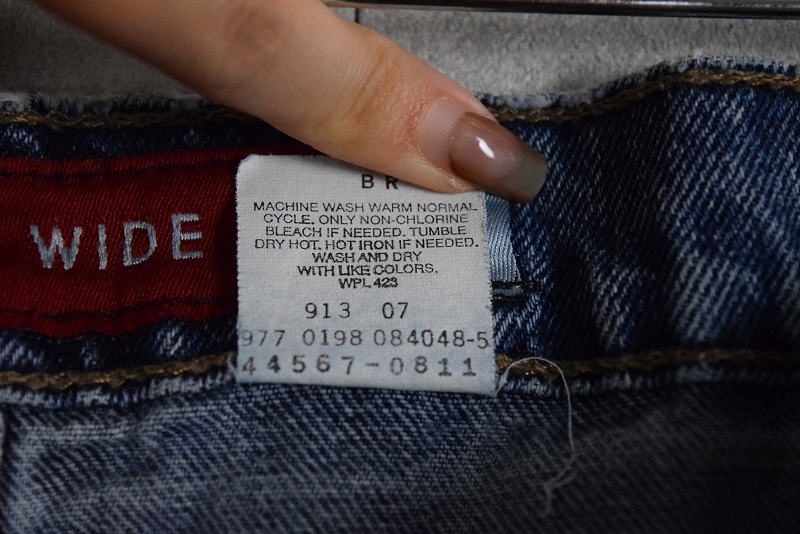 WIDE
BR
MACHINE WASH WARM NORMAL
CYCLE. ONLY NON-CHLORINE
BLEACH IF NEEDED. TUMBLE
DRY HOT. HOT IRON IF NEEDED.
WASH AND DRY
WITH LIKE COLORS.
WPL 423
913 07
977 0198 084048-5
44567-0811